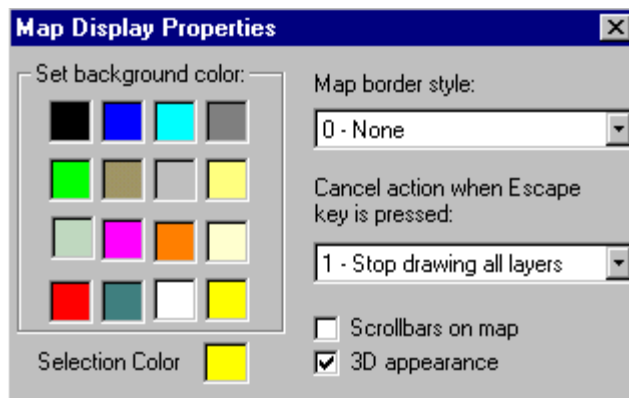 Map Display Properties
Set background color:
Map border style:
0 - None
Cancel action when Escape
key is pressed:
1 - Stop drawing all layers
Scrollbars on map
Selection Color
3D appearance